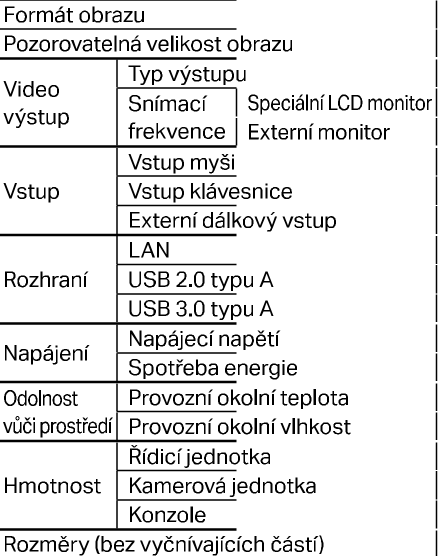 Formát obrazu
Pozorovatelná velikost obrazu
Video výstup
Typ výstupu
Snímací frekvence
Speciální LCD monitor
Externí monitor
Vstup
Vstup myši
Vstup klávesnice
Externí dálkový vstup
Rozhraní
LAN
USB 2.0 typu A
USB 3.0 typu A
Napájení
Napájecí napětí
Spotřeba energie
Odolnost vůči prostředí
Provozní okolní teplota
Provozní okolní vlhkost
Hmotnost
Řídicí jednotka
Kamerová jednotka
Konzole
Rozměry (bez vyčnívajících částí)